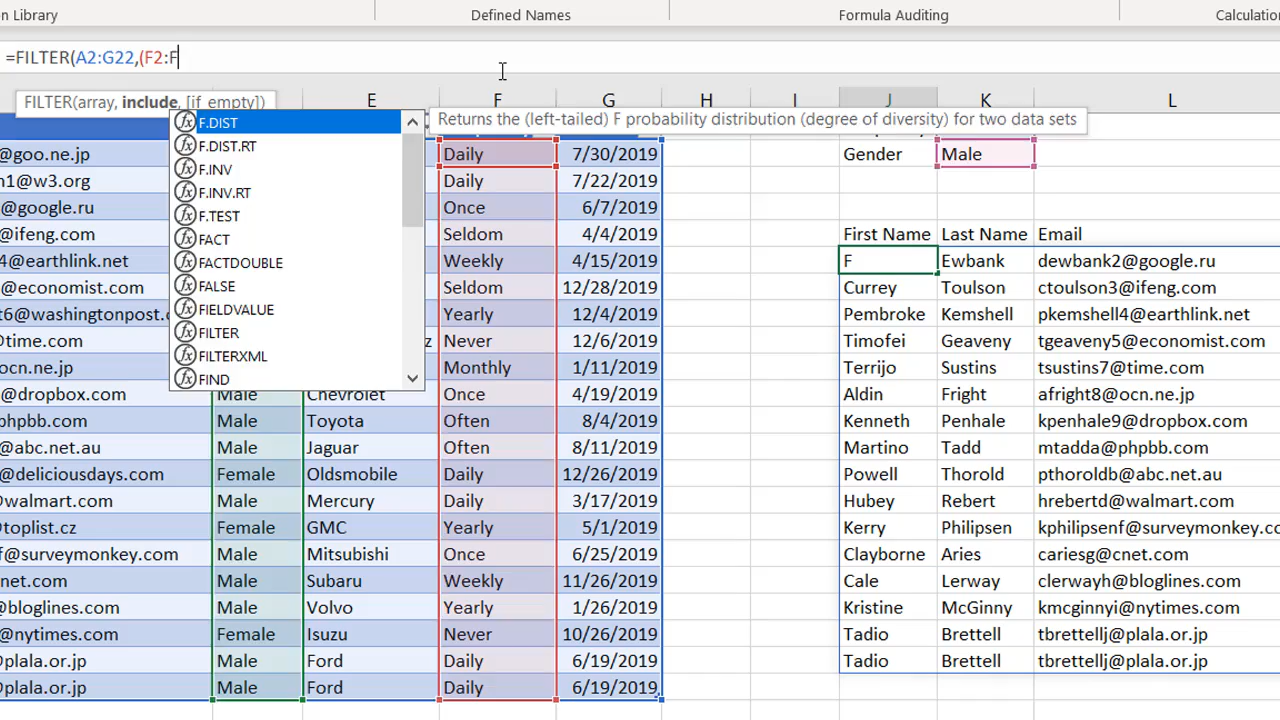 on Library Defined Names Formula Auditing Calculatio
=FILTER(A2:G22,(F2:F
FILTER(array, include, [if_empty])
E F G H I J K L
F.DIST
F.DIST.RT
F.INV
F.INV.RT
F.TEST
FACT
FACTDOUBLE
FALSE
FIELDVALUE
FILTER
FILTERXML
FIND
Returns the (left-tailed) F probability distribution (degree of diversity) for two data sets
@goo.ne.jp Daily 7/30/2019 Gender Male
n1@w3.org Daily 7/22/2019
@google.ru Once 6/7/2019
@ifeng.com Seldom 4/4/2019 First Name Last Name Email
4@earthlink.net Weekly 4/15/2019 F Ewbank dewbank2@google.ru
@economist.com Seldom 12/28/2019 Currey Toulson ctoulson3@ifeng.com
t6@washingtonpost.c Yearly 12/4/2019 Pembroke Kemshell pkemshell4@earthlink.net
@time.com z Never 12/6/2019 Timofei Geaveny tgeaveny5@economist.com
ocn.ne.jp Monthly 1/11/2019 Terrijo Sustins tsustins7@time.com
@dropbox.com Male Chevrolet Once 4/19/2019 Aldin Fright afright8@ocn.ne.jp
phpbb.com Male Toyota Often 8/4/2019 Kenneth Penhale kpenhale9@dropbox.com
@abc.net.au Male Jaguar Often 8/11/2019 Martino Tadd mtadda@phpbb.com
@deliciousdays.com Female Oldsmobile Daily 12/26/2019 Powell Thorold pthoroldb@abc.net.au
@walmart.com Male Mercury Daily 3/17/2019 Hubey Rebert hrebertd@walmart.com
@toplist.cz Female GMC Yearly 5/1/2019 Kerry Philipsen kphilipsenf@surveymonkey.co
f@surveymonkey.com Male Mitsubishi Once 6/25/2019 Clayborne Aries cariesg@cnet.com
net.com Male Subaru Weekly 11/26/2019 Cale Lerway clerwayh@bloglines.com
@bloglines.com Male Volvo Yearly 1/26/2019 Kristine McGinny kmcginnyi@nytimes.com
@nytimes.com Female Isuzu Never 10/26/2019 Tadio Brettell tbrettellj@plala.or.jp
@plala.or.jp Male Ford Daily 6/19/2019 Tadio Brettell tbrettellj@plala.or.jp
@plala.or.jp Male Ford Daily 6/19/2019